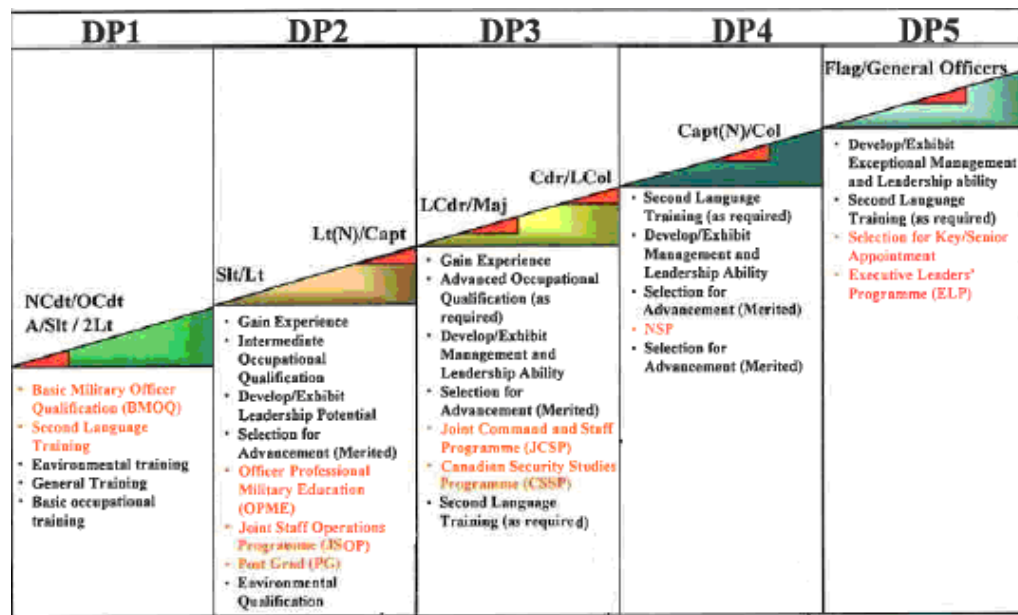 DP1
DP2
DP3
DP4
DP5
NCdt/OCdt
A/Slt / 2Lt
• Basic Military Officer
Qualification (BMOQ)
• Second Language
Training
• Environmental training
• General Training
• Basic occupational
training
Slt/Lt
Lt(N)/Capt
• Gain Experience
• Intermediate
Occupational
Qualification
• Develop/Exhibit
Leadership Potential
• Selection for
Advancement (Merited)
• Officer Professional
Military Education
(OPME)
• Joint Staff Operations
Programme (JSOP)
• Post Grad (PG)
• Environmental
Qualification
LCdr/Maj
Cdr/LCol
• Gain Experience
• Advanced Occupational
Qualification (as
required)
• Develop/Exhibit
Management and
Leadership Ability
• Selection for
Advancement (Merited)
• Joint Command and Staff
Programme (JCSP)
• Canadian Security Studies
Programme (CSSP)
• Second Language
Training (as required)
Capt(N)/Col
• Second Language
Training (as required)
• Develop/Exhibit
Management and
Leadership Ability
• Selection for
Advancement (Merited)
• NSP
• Selection for
Advancement (Merited)
Flag/General Officers
• Develop/Exhibit
Exceptional Management
and Leadership ability
• Second Language
Training (as required)
• Selection for Key/Senior
Appointment
• Executive Leaders'
Programme (ELP)